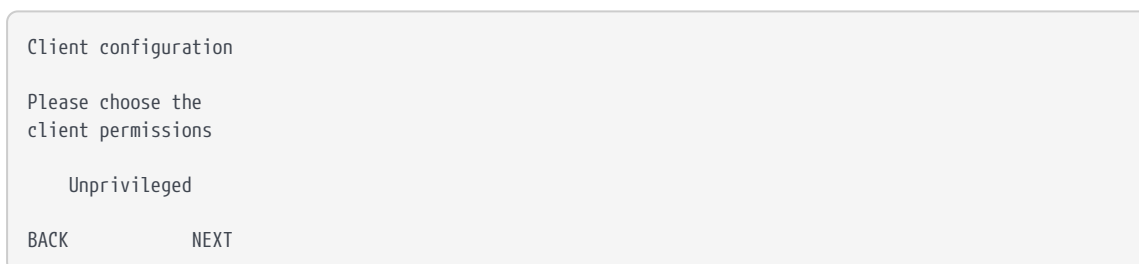 Client configuration
Please choose the
client permissions
Unprivileged
BACK NEXT